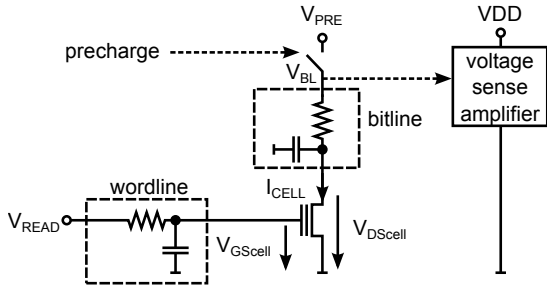 V_PRE
VDD
precharge
V_BL
voltage
sense
amplifier
bitline
wordline
I_CELL
V_READ
V_GScell
V_DScell